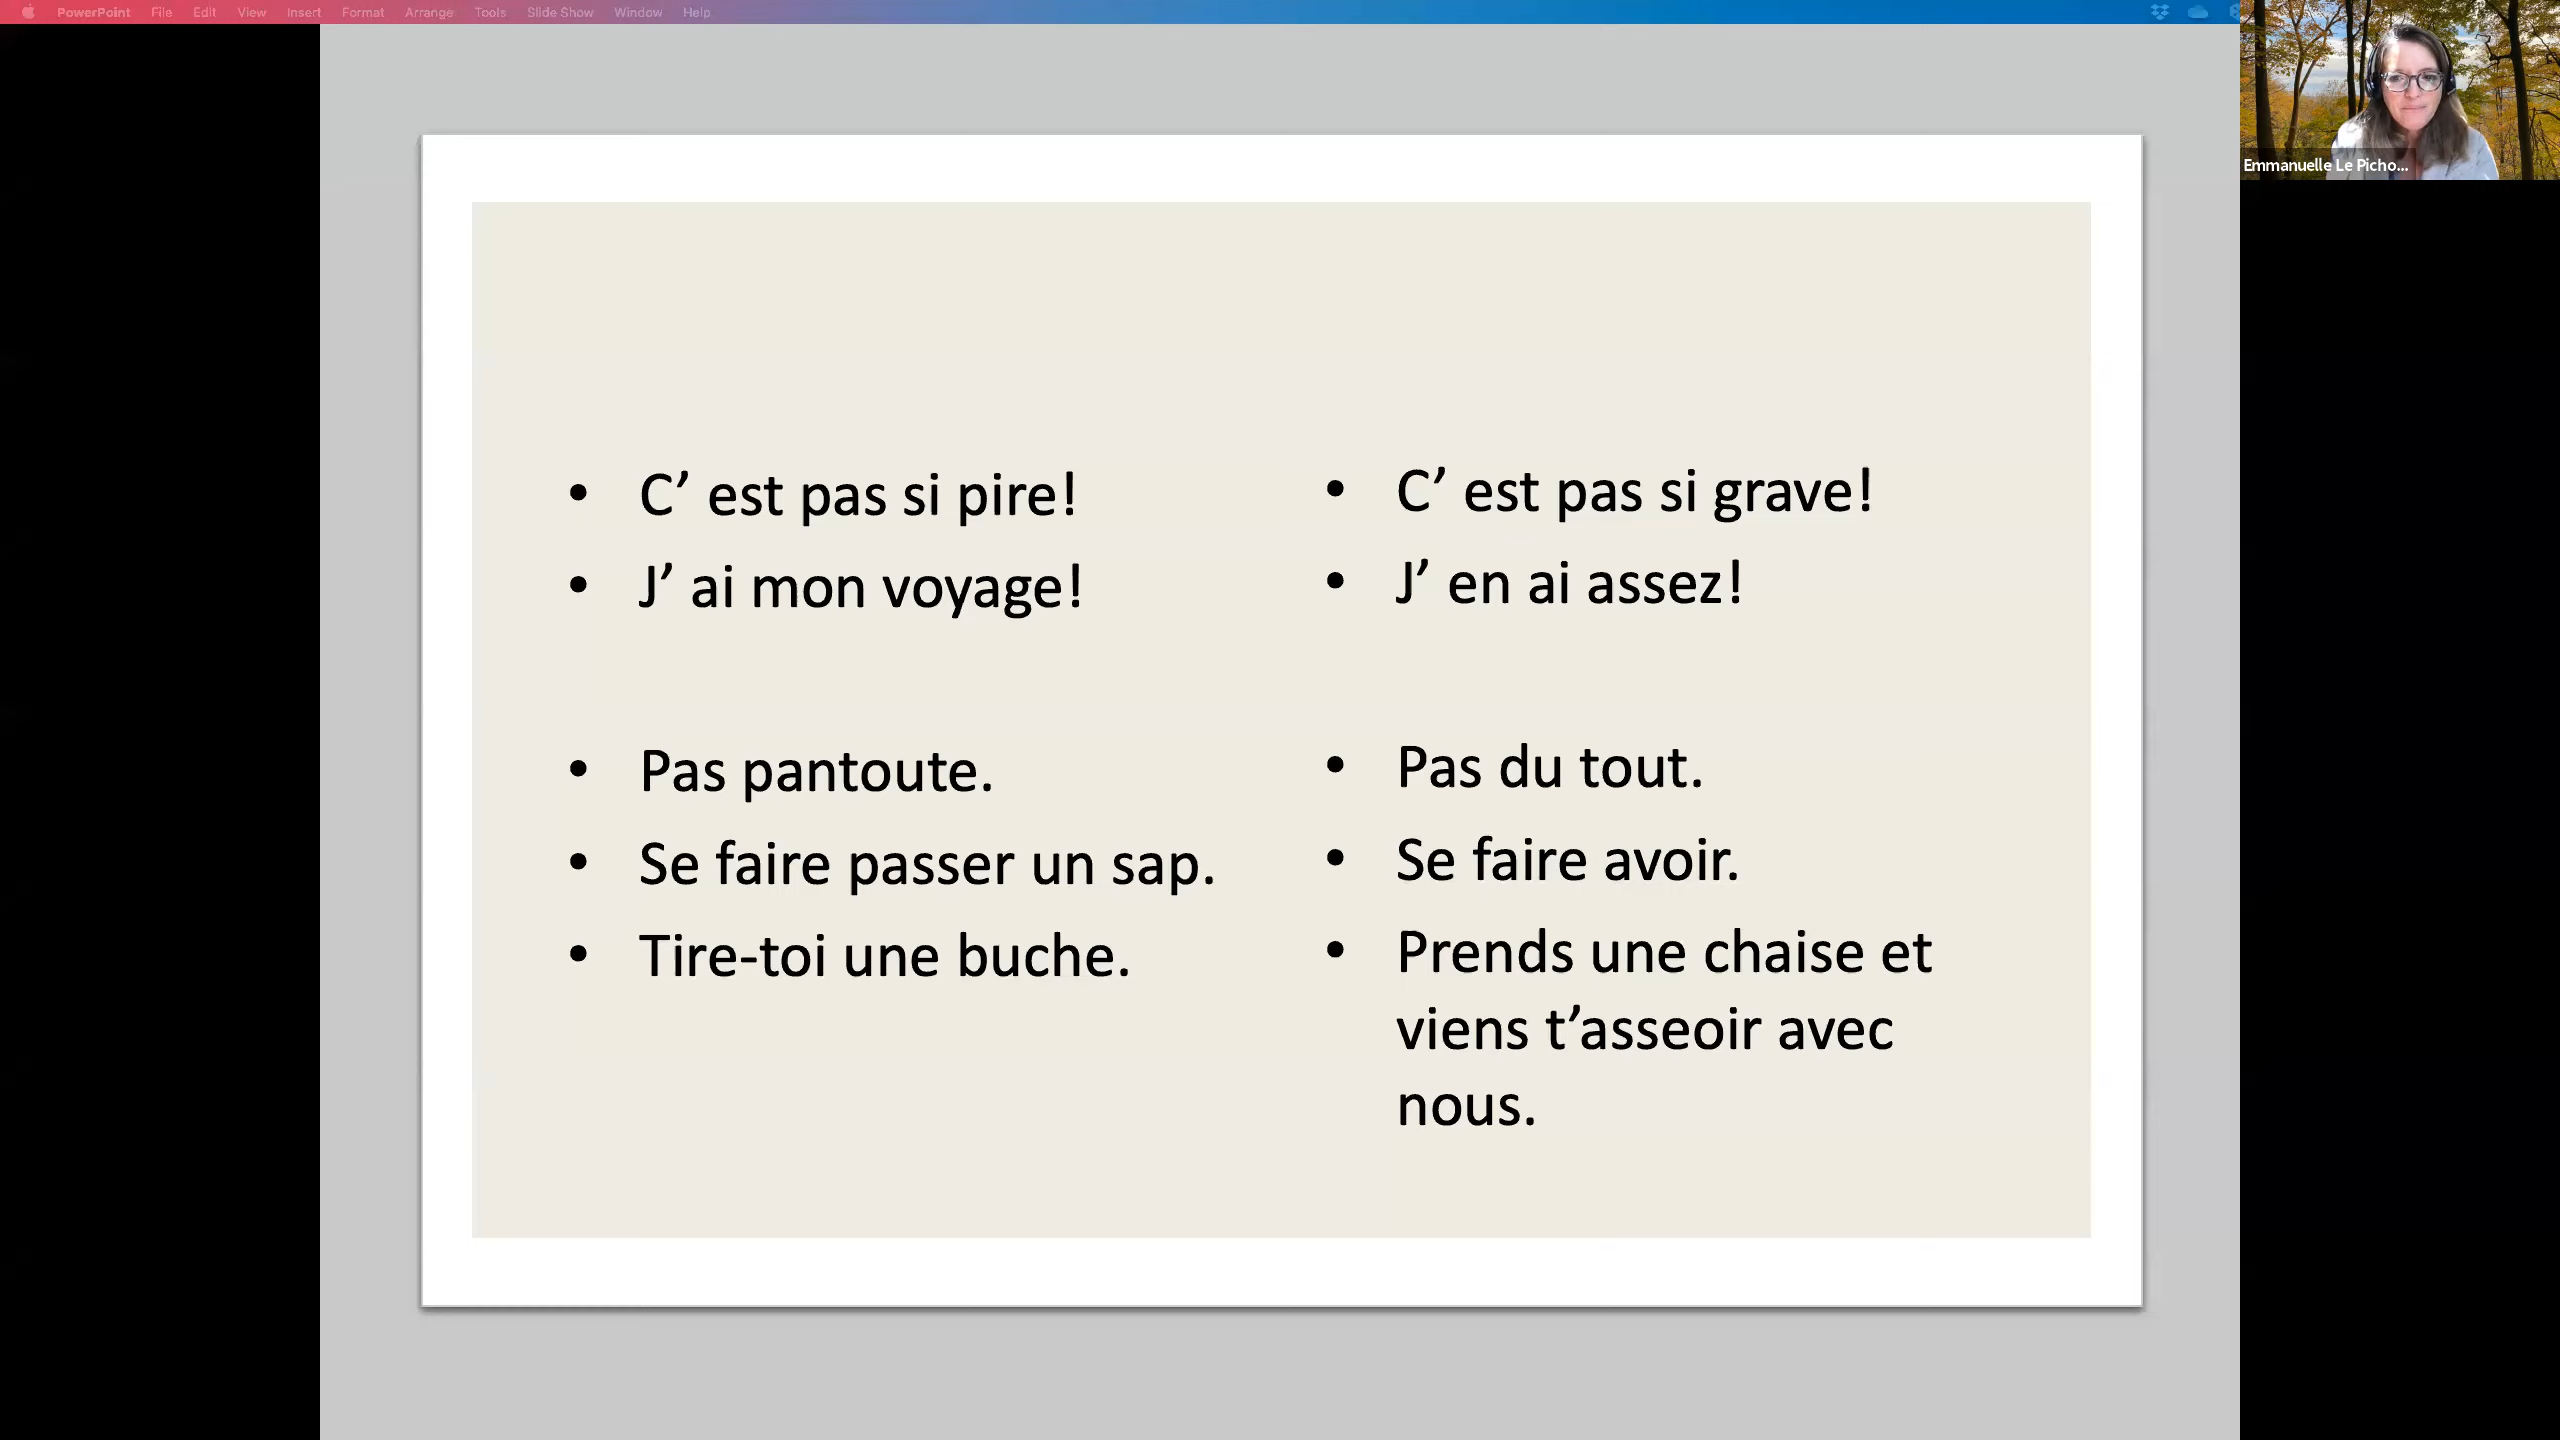 PowerPoint File Edit View Insert Format Arrange Tools Slide Show Window Help
Emmanuelle Le Picho...
• C’ est pas si pire!
• J’ ai mon voyage!
• Pas pantoute.
• Se faire passer un sap.
• Tire-toi une buche.
• C’ est pas si grave!
• J’ en ai assez!
• Pas du tout.
• Se faire avoir.
• Prends une chaise et
viens t’asseoir avec
nous.